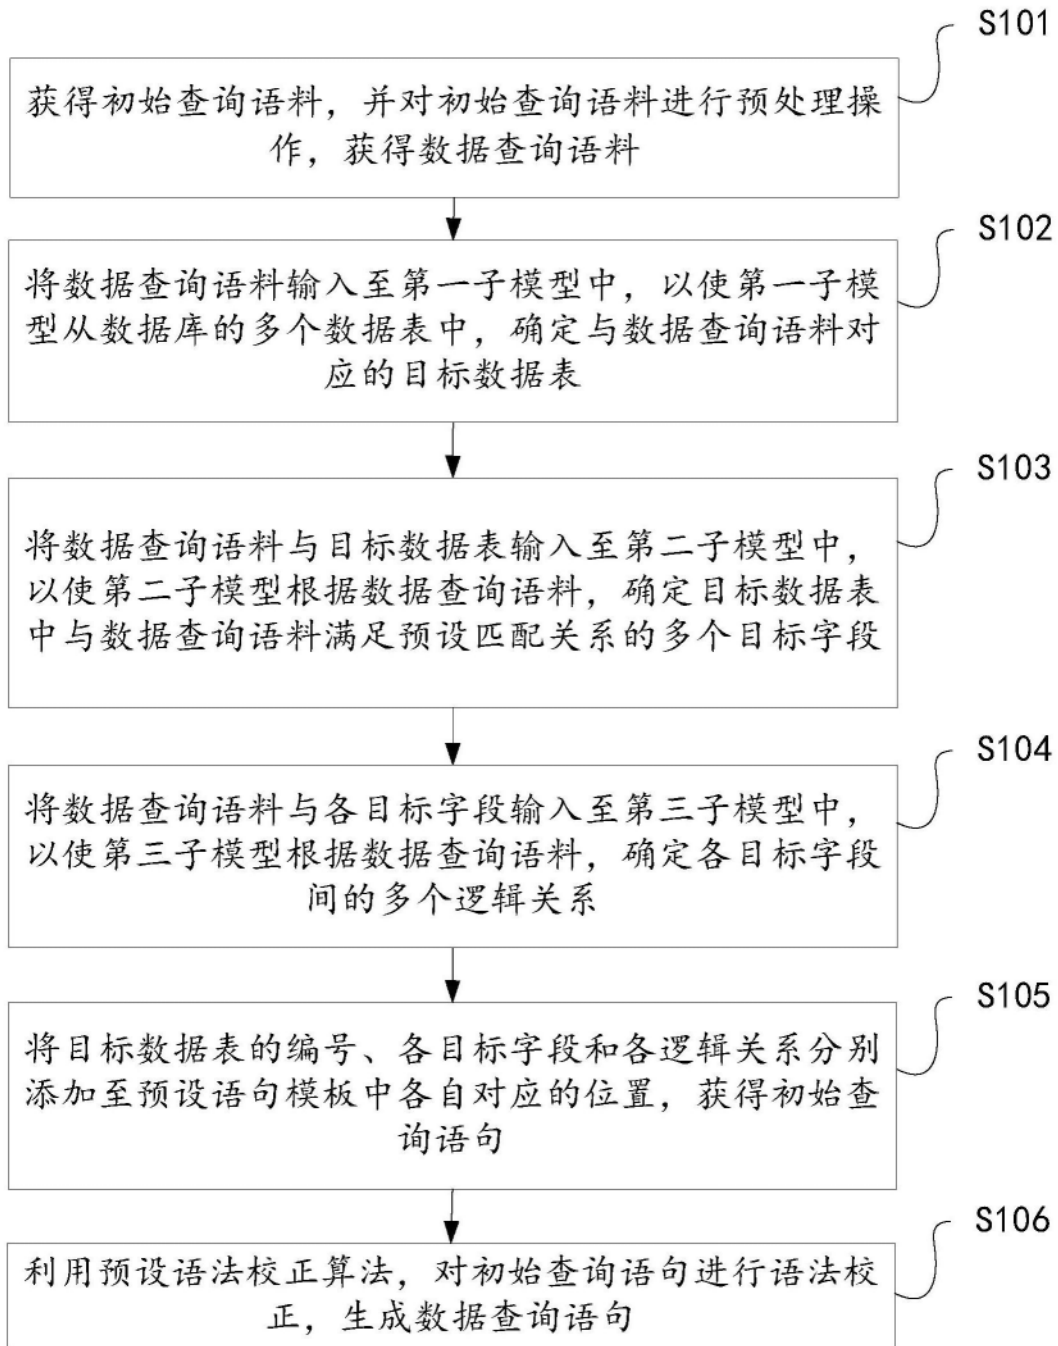 S101
获得初始查询语料，并对初始查询语料进行预处理操
作，获得数据查询语料
S102
将数据查询语料输入至第一子模型中，以使第一子模
型从数据库的多个数据表中，确定与数据查询语料对
应的目标数据表
S103
将数据查询语料与目标数据表输入至第二子模型中，
以使第二子模型根据数据查询语料，确定目标数据表
中与数据查询语料满足预设匹配关系的多个目标字段
S104
将数据查询语料与各目标字段输入至第三子模型中，
以使第三子模型根据数据查询语料，确定各目标字段
间的多个逻辑关系
S105
将目标数据表的编号、各目标字段和各逻辑关系分别
添加至预设语句模板中各自对应的位置，获得初始查
询语句
S106
利用预设语法校正算法，对初始查询语句进行语法校
正，生成数据查询语句